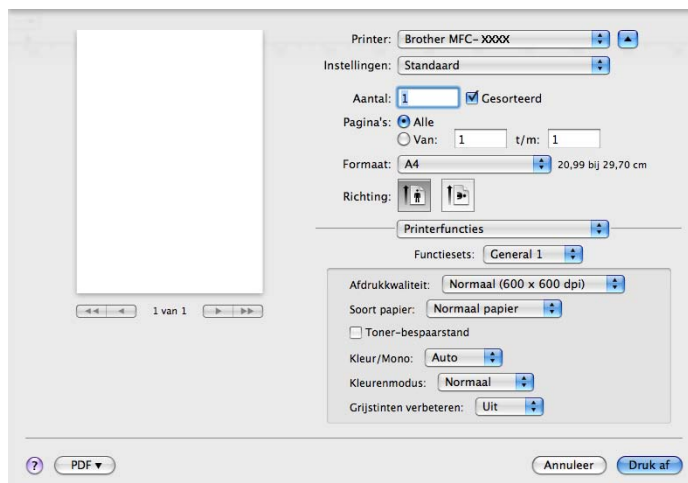 Printer: Brother MFC- XXXX
Instellingen: Standaard
Aantal: 1 Gesorteerd
Pagina's: Alle
Van: 1 t/m: 1
Formaat: A4 20,99 bij 29,70 cm
Richting:
Printerfuncties
Functiesets: General 1
Afdrukkwaliteit: Normaal (600 x 600 dpi)
Soort papier: Normaal papier
Toner-bespaarstand
Kleur/Mono: Auto
Kleurenmodus: Normaal
Grijstinten verbeteren: Uit
1 van 1
? PDF▼ Annuleer Druk af